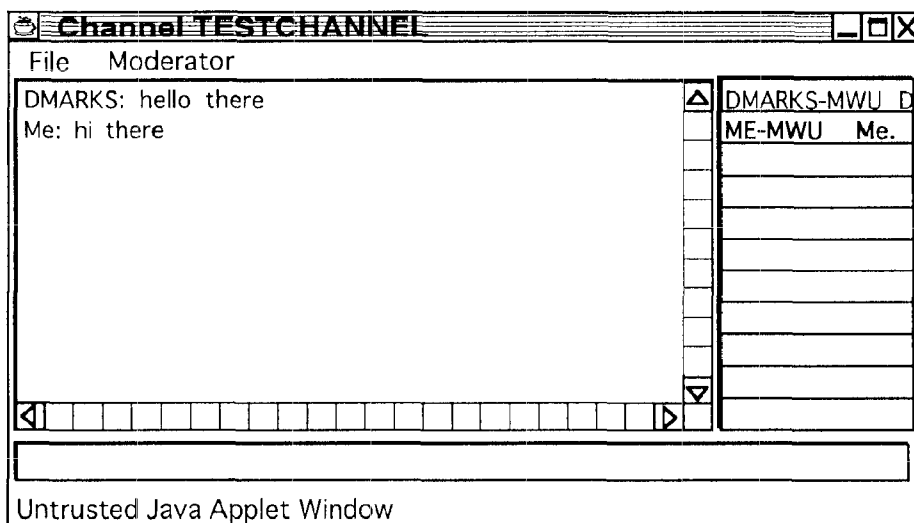 Channel TESTCHANNEL
File Moderator
DMARKS: hello there
Me: hi there
DMARKS-MWU D
ME-MWU Me.
Untrusted Java Applet Window